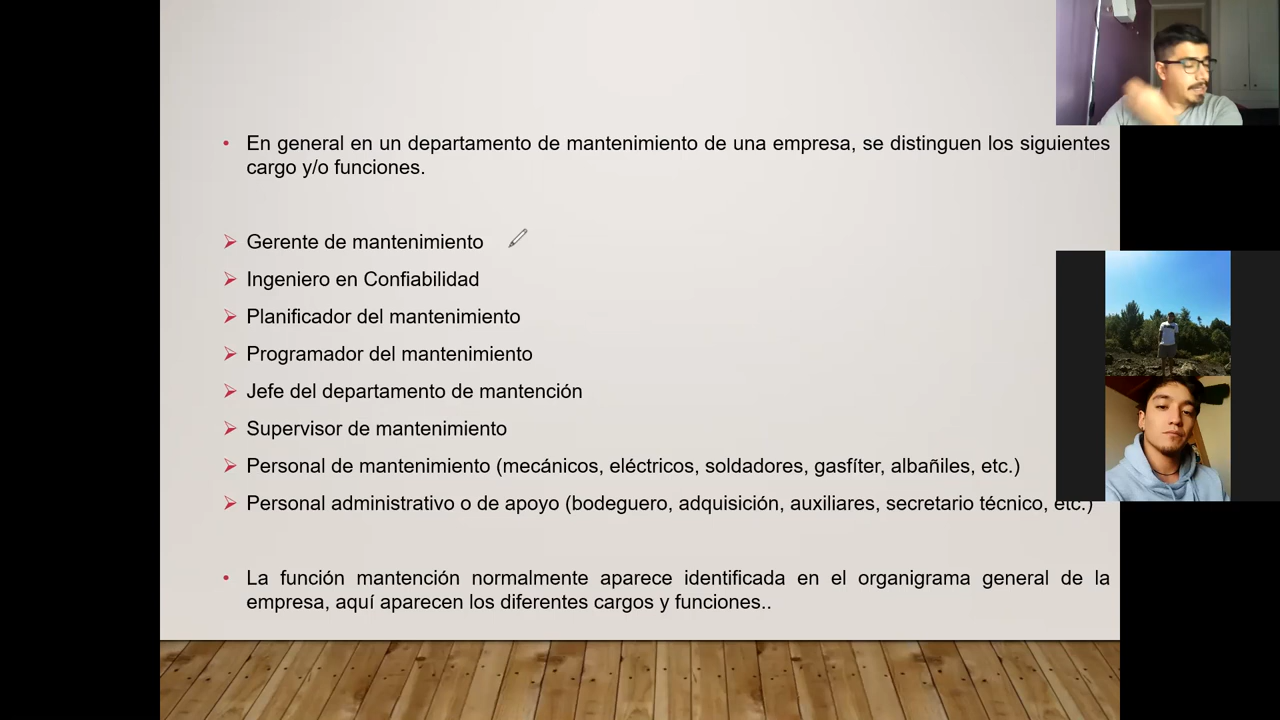 En general en un departamento de mantenimiento de una empresa, se distinguen los siguientes
cargo y/o funciones.
Gerente de mantenimiento
Ingeniero en Confiabilidad
Planificador del mantenimiento
Programador del mantenimiento
Jefe del departamento de mantención
Supervisor de mantenimiento
Personal de mantenimiento (mecánicos, eléctricos, soldadores, gasfíter, albañiles, etc.)
Personal administrativo o de apoyo (bodeguero, adquisición, auxiliares, secretario técnico, etc.)
La función mantención normalmente aparece identificada en el organigrama general de la
empresa, aquí aparecen los diferentes cargos y funciones..